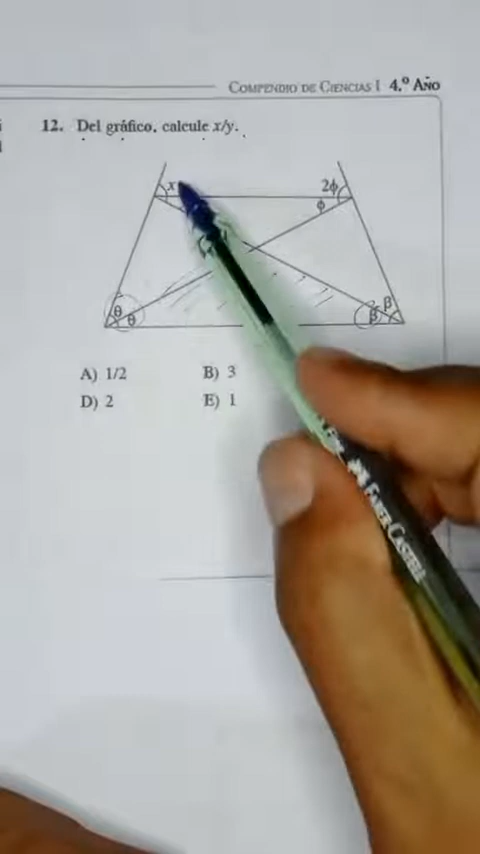 COMPENDIO DE CIENCIAS I 4.º AÑO
12. Del gráfico, calcule x/y.
x 2ϕ
ϕ
θ β
θ β
A) 1/2 B) 3
D) 2 E) 1
FABER-CASTELL